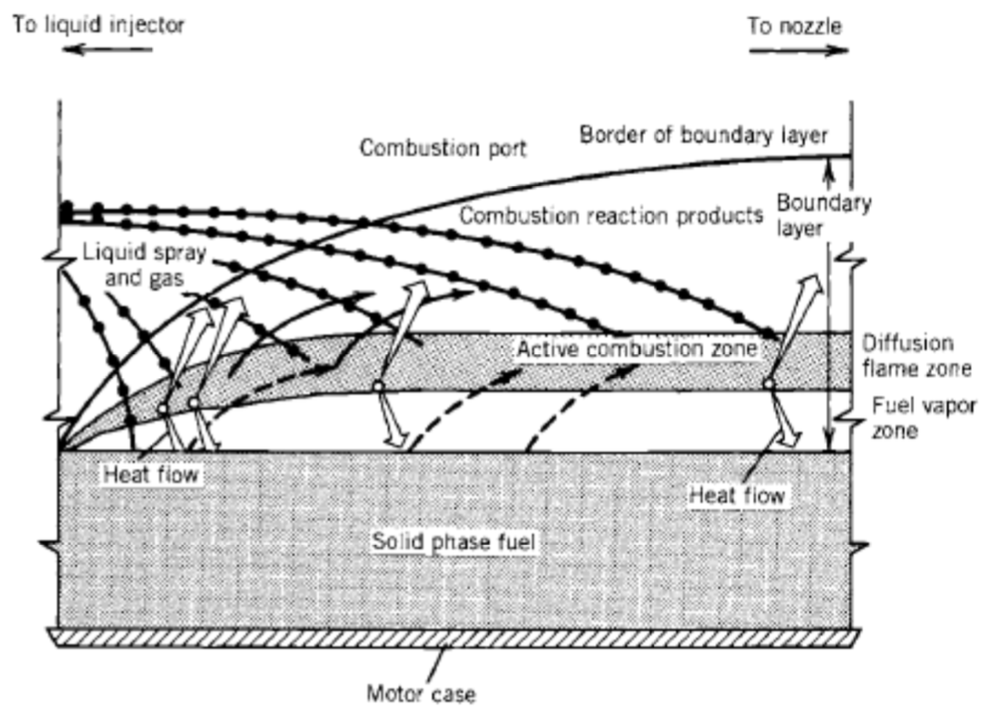 To liquid injector
To nozzle
Combustion port
Border of boundary layer
Combustion reaction products
Boundary
layer
Liquid spray
and gas
Active combustion zone
Diffusion
flame zone
Fuel vapor
zone
Heat flow
Heat flow
Solid phase fuel
Motor case